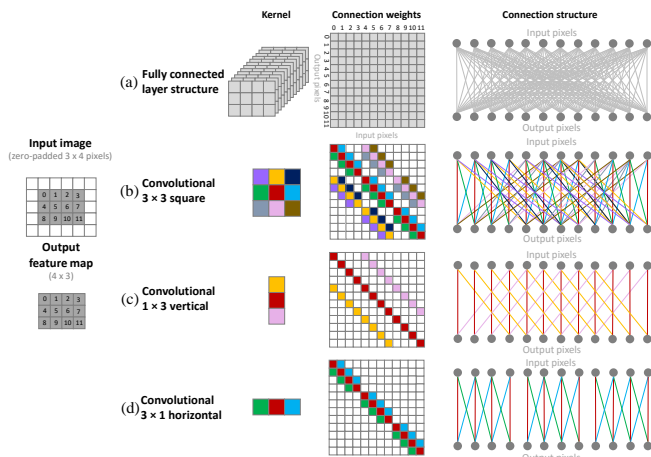 Kernel
Connection weights
Connection structure
0 1 2 3 4 5 6 7 8 9 10 11
0
1
2
3
4
5
6
7
8
9
10
11
Output pixels
Input pixels
Input pixels
Output pixels
(a) Fully connected
layer structure
Input image
(zero-padded 3 x 4 pixels)
0 1 2 3
4 5 6 7
8 9 10 11
Output
feature map
(4 x 3)
0 1 2 3
4 5 6 7
8 9 10 11
(b) Convolutional
3 × 3 square
Input pixels
Output pixels
(c) Convolutional
1 × 3 vertical
Input pixels
Output pixels
(d) Convolutional
3 × 1 horizontal
Input pixels
Output pixels